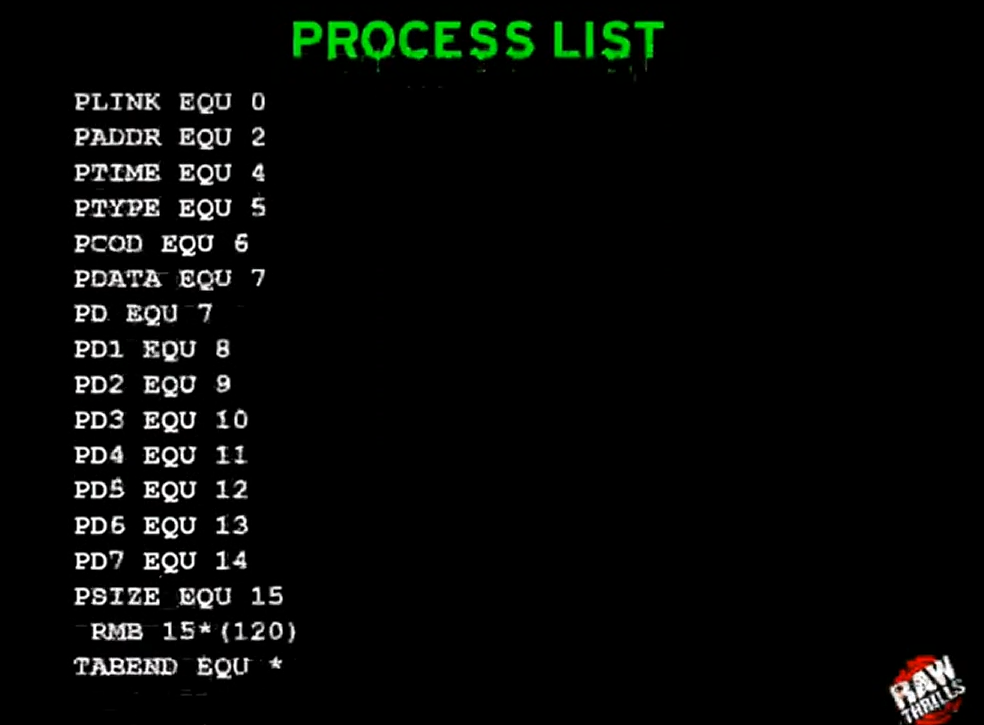 PROCESS LIST
PLINK EQU 0
PADDR EQU 2
PTIME EQU 4
PTYPE EQU 5
PCOD EQU 6
PDATA EQU 7
PD EQU 7
PD1 EQU 8
PD2 EQU 9
PD3 EQU 10
PD4 EQU 11
PD5 EQU 12
PD6 EQU 13
PD7 EQU 14
PSIZE EQU 15
RMB 15*(120)
TABEND EQU *
RAW
THRILLS